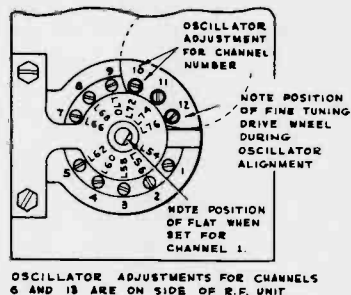 OSCILLATOR
ADJUSTMENT
FOR CHANNEL
NUMBER
7
8
9
10
11
12
NOTE POSITION
OF FINE TUNING
DRIVE WHEEL
DURING
OSCILLATOR
ALIGNMENT
L66
L68
L70
L72
L74
L76
L62
L60
L58
L56
L54
5
4
3
2
1
NOTE POSITION
OF FLAT WHEN
SET FOR
CHANNEL 1.
OSCILLATOR ADJUSTMENTS FOR CHANNELS
6 AND 13 ARE ON SIDE OF R.F. UNIT